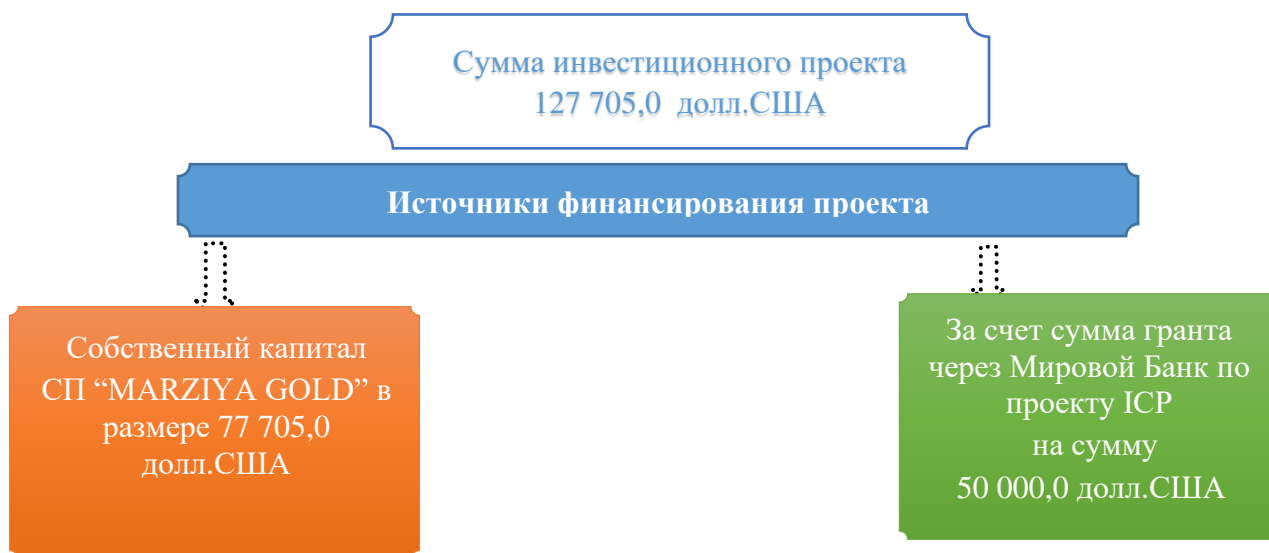 Сумма инвестиционного проекта
127 705,0 долл.США
Источники финансирования проекта
Собственный капитал
СП “MARZIYA GOLD” в
размере 77 705,0
долл.США
За счет сумма гранта
через Мировой Банк по
проекту ICP
на сумму
50 000,0 долл.США